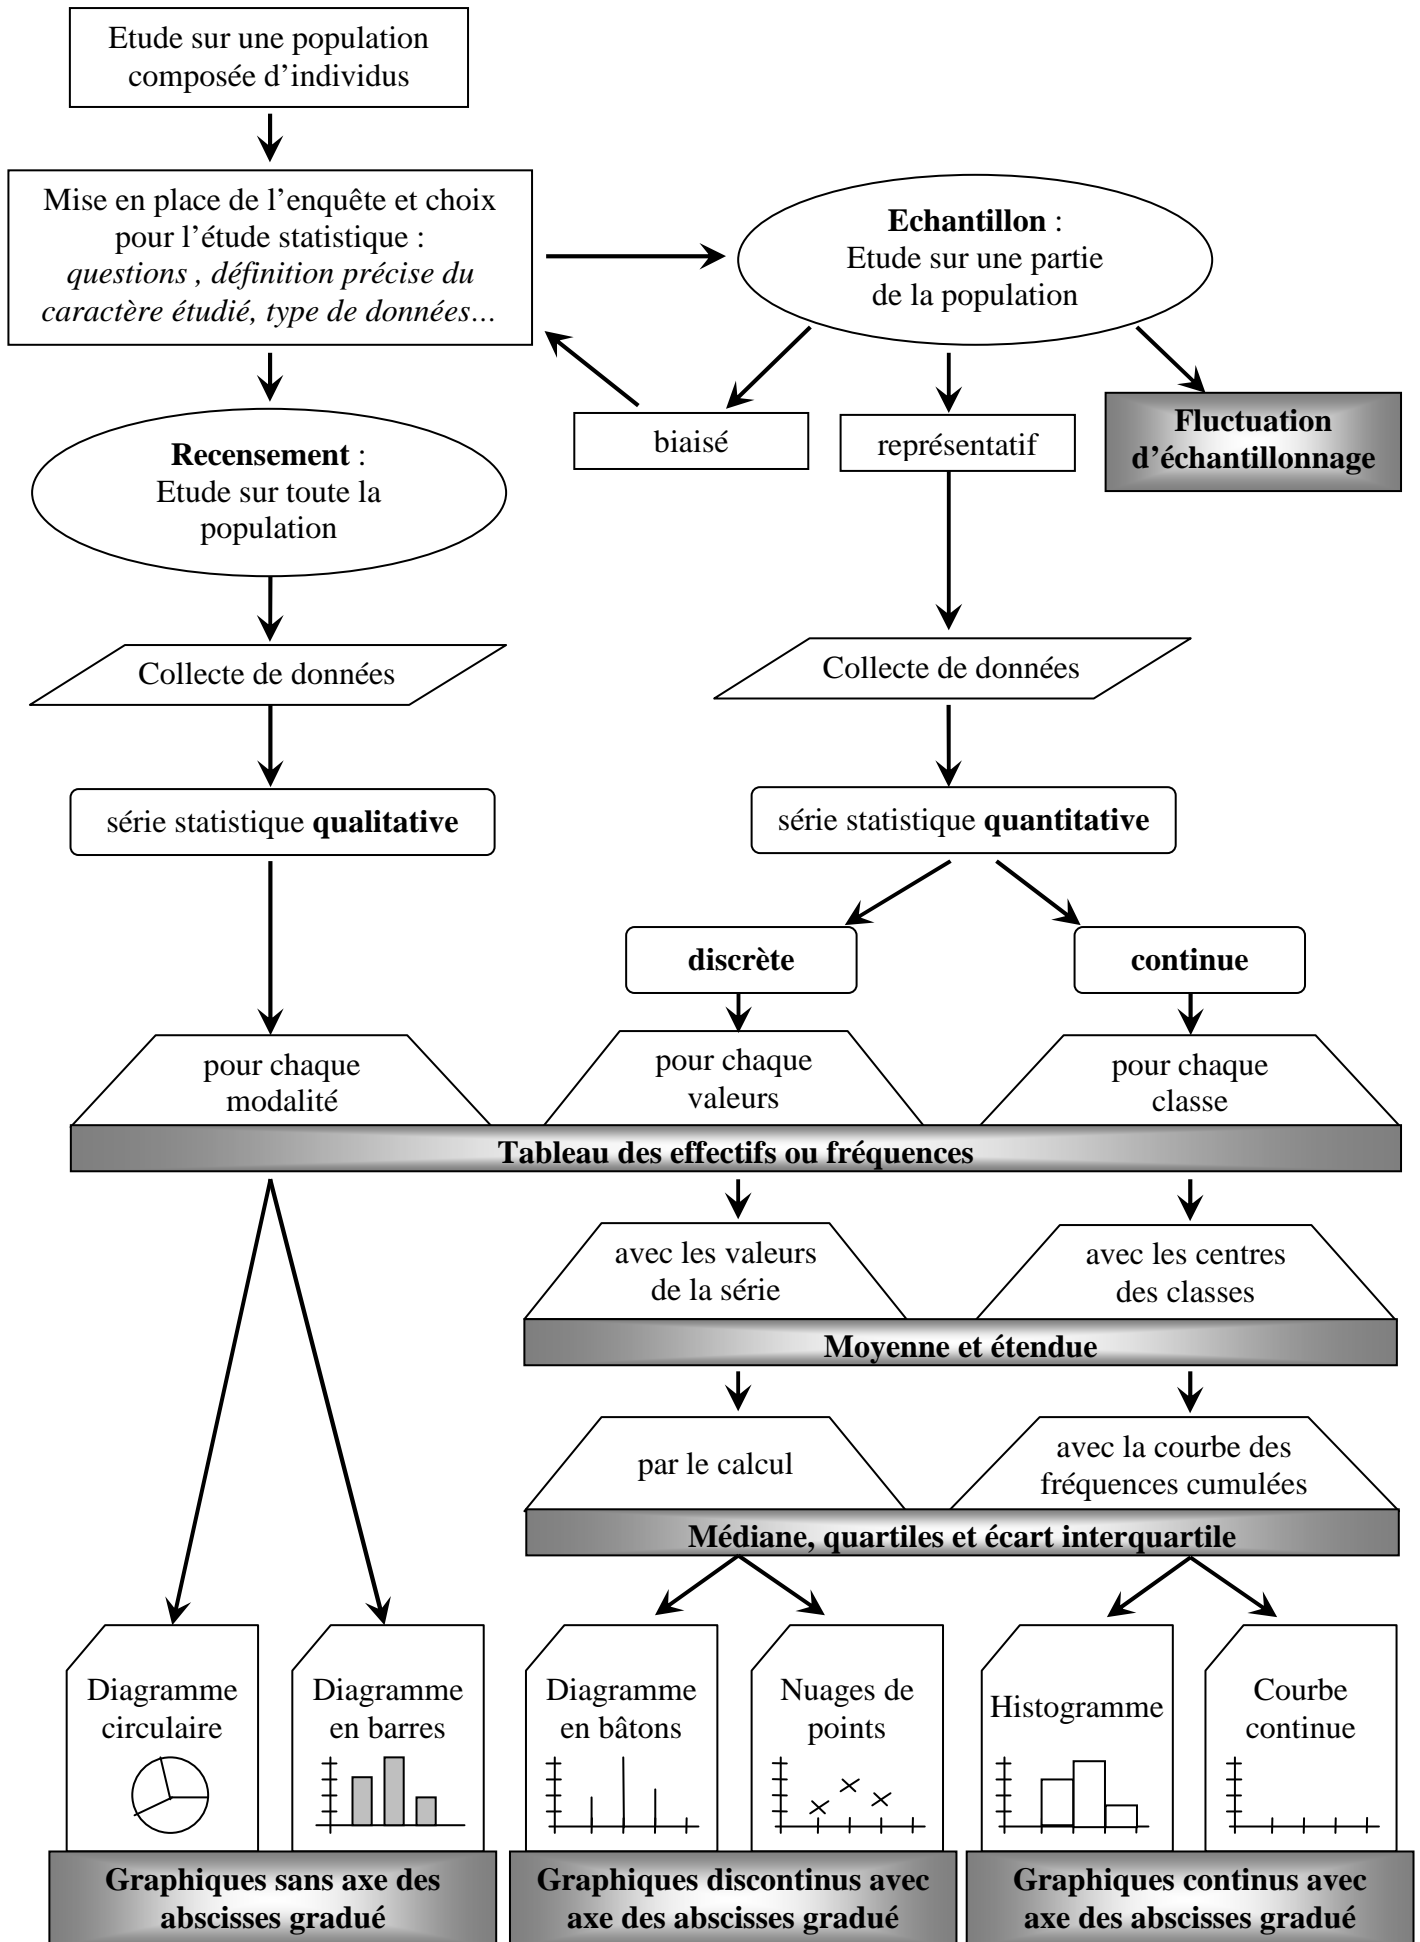 Etude sur une population
composée d'individus
Mise en place de l'enquête et choix
pour l'étude statistique :
questions , définition précise du
caractère étudié, type de données…
Echantillon :
Etude sur une partie
de la population
biaisé
représentatif
Fluctuation
d'échantillonnage
Recensement :
Etude sur toute la
population
Collecte de données
Collecte de données
série statistique qualitative
série statistique quantitative
discrète
continue
pour chaque
modalité
pour chaque
valeurs
pour chaque
classe
Tableau des effectifs ou fréquences
avec les valeurs
de la série
avec les centres
des classes
Moyenne et étendue
par le calcul
avec la courbe des
fréquences cumulées
Médiane, quartiles et écart interquartile
Diagramme
circulaire
Diagramme
en barres
Diagramme
en bâtons
Nuages de
points
Histogramme
Courbe
continue
Graphiques sans axe des
abscisses gradué
Graphiques discontinus avec
axe des abscisses gradué
Graphiques continus avec
axe des abscisses gradué